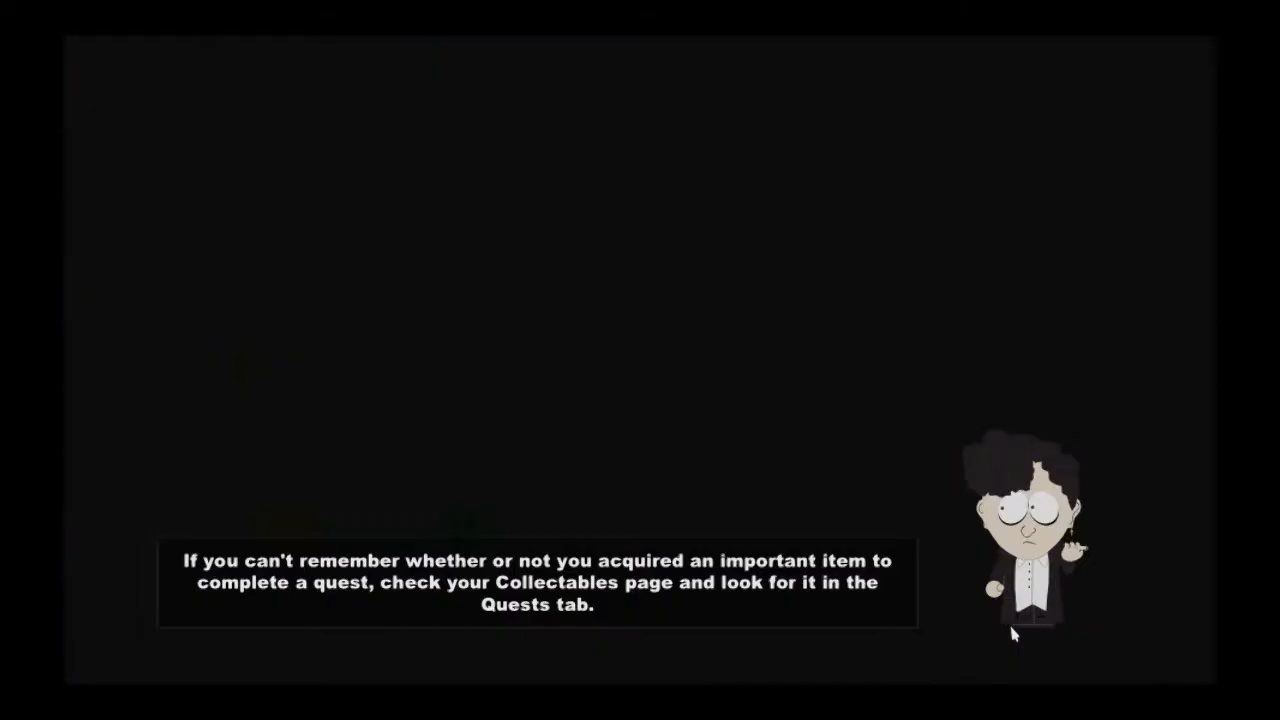 If you can't remember whether or not you acquired an important item to
complete a quest, check your Collectables page and look for it in the
Quests tab.